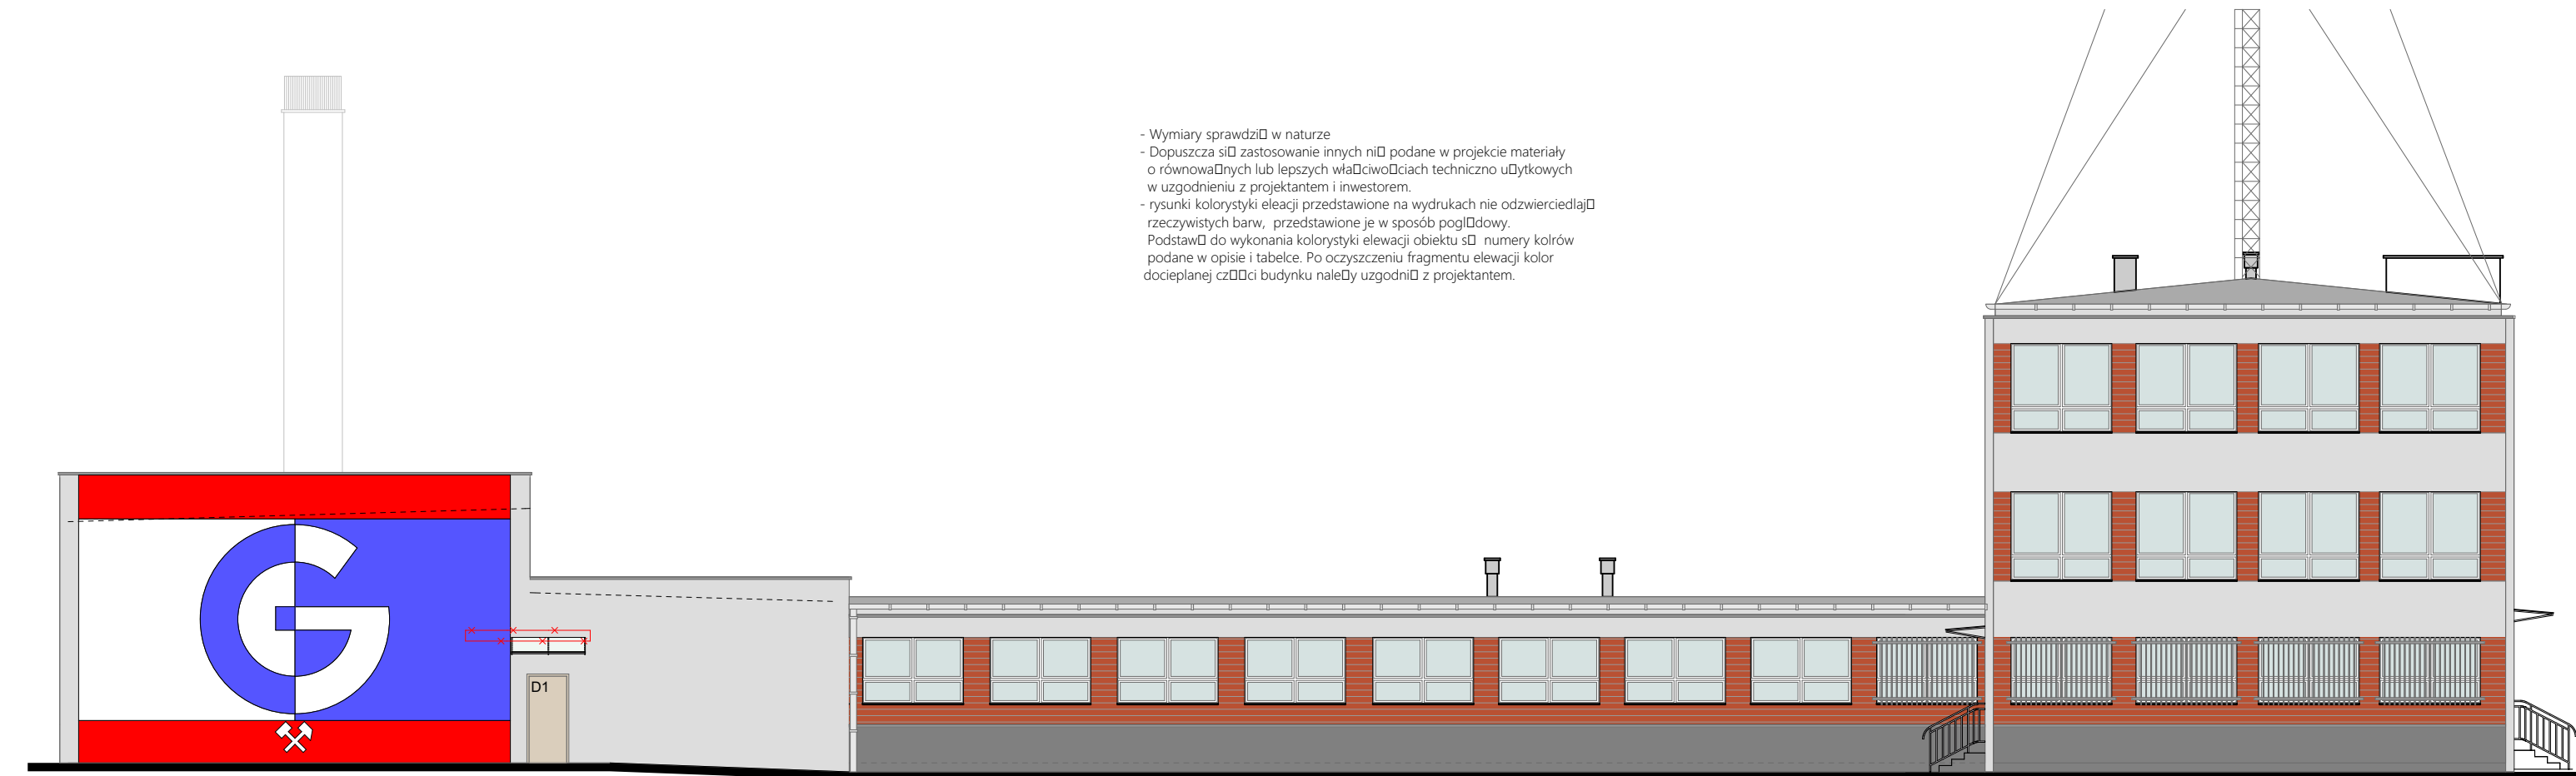 - Wymiary sprawdzi□ w naturze
- Dopuszcza si□ zastosowanie innych ni□ podane w projekcie materiały
o równowa□nych lub lepszych wła□ciwo□ciach techniczno u□ytkowych
w uzgodnieniu z projektantem i inwestorem.
- rysunki kolorystyki eleacji przedstawione na wydrukach nie odzwierciedlaj□
rzeczywistych barw, przedstawione je w sposób pogl□dowy.
Podstaw□ do wykonania kolorystyki elewacji obiektu s□ numery kolrów
podane w opisie i tabelce. Po oczyszczeniu fragmentu elewacji kolor
docieplanej cz□□ci budynku nale□y uzgodni□ z projektantem.
G
D1